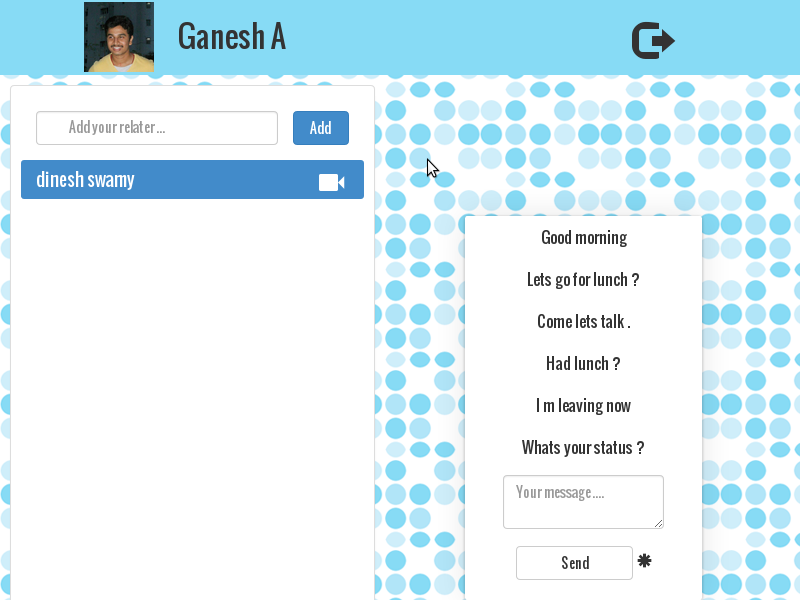 Ganesh A
Add your relater ...
Add
dinesh swamy
Good morning
Lets go for lunch ?
Come lets talk .
Had lunch ?
I m leaving now
Whats your status ?
Your message ....
Send